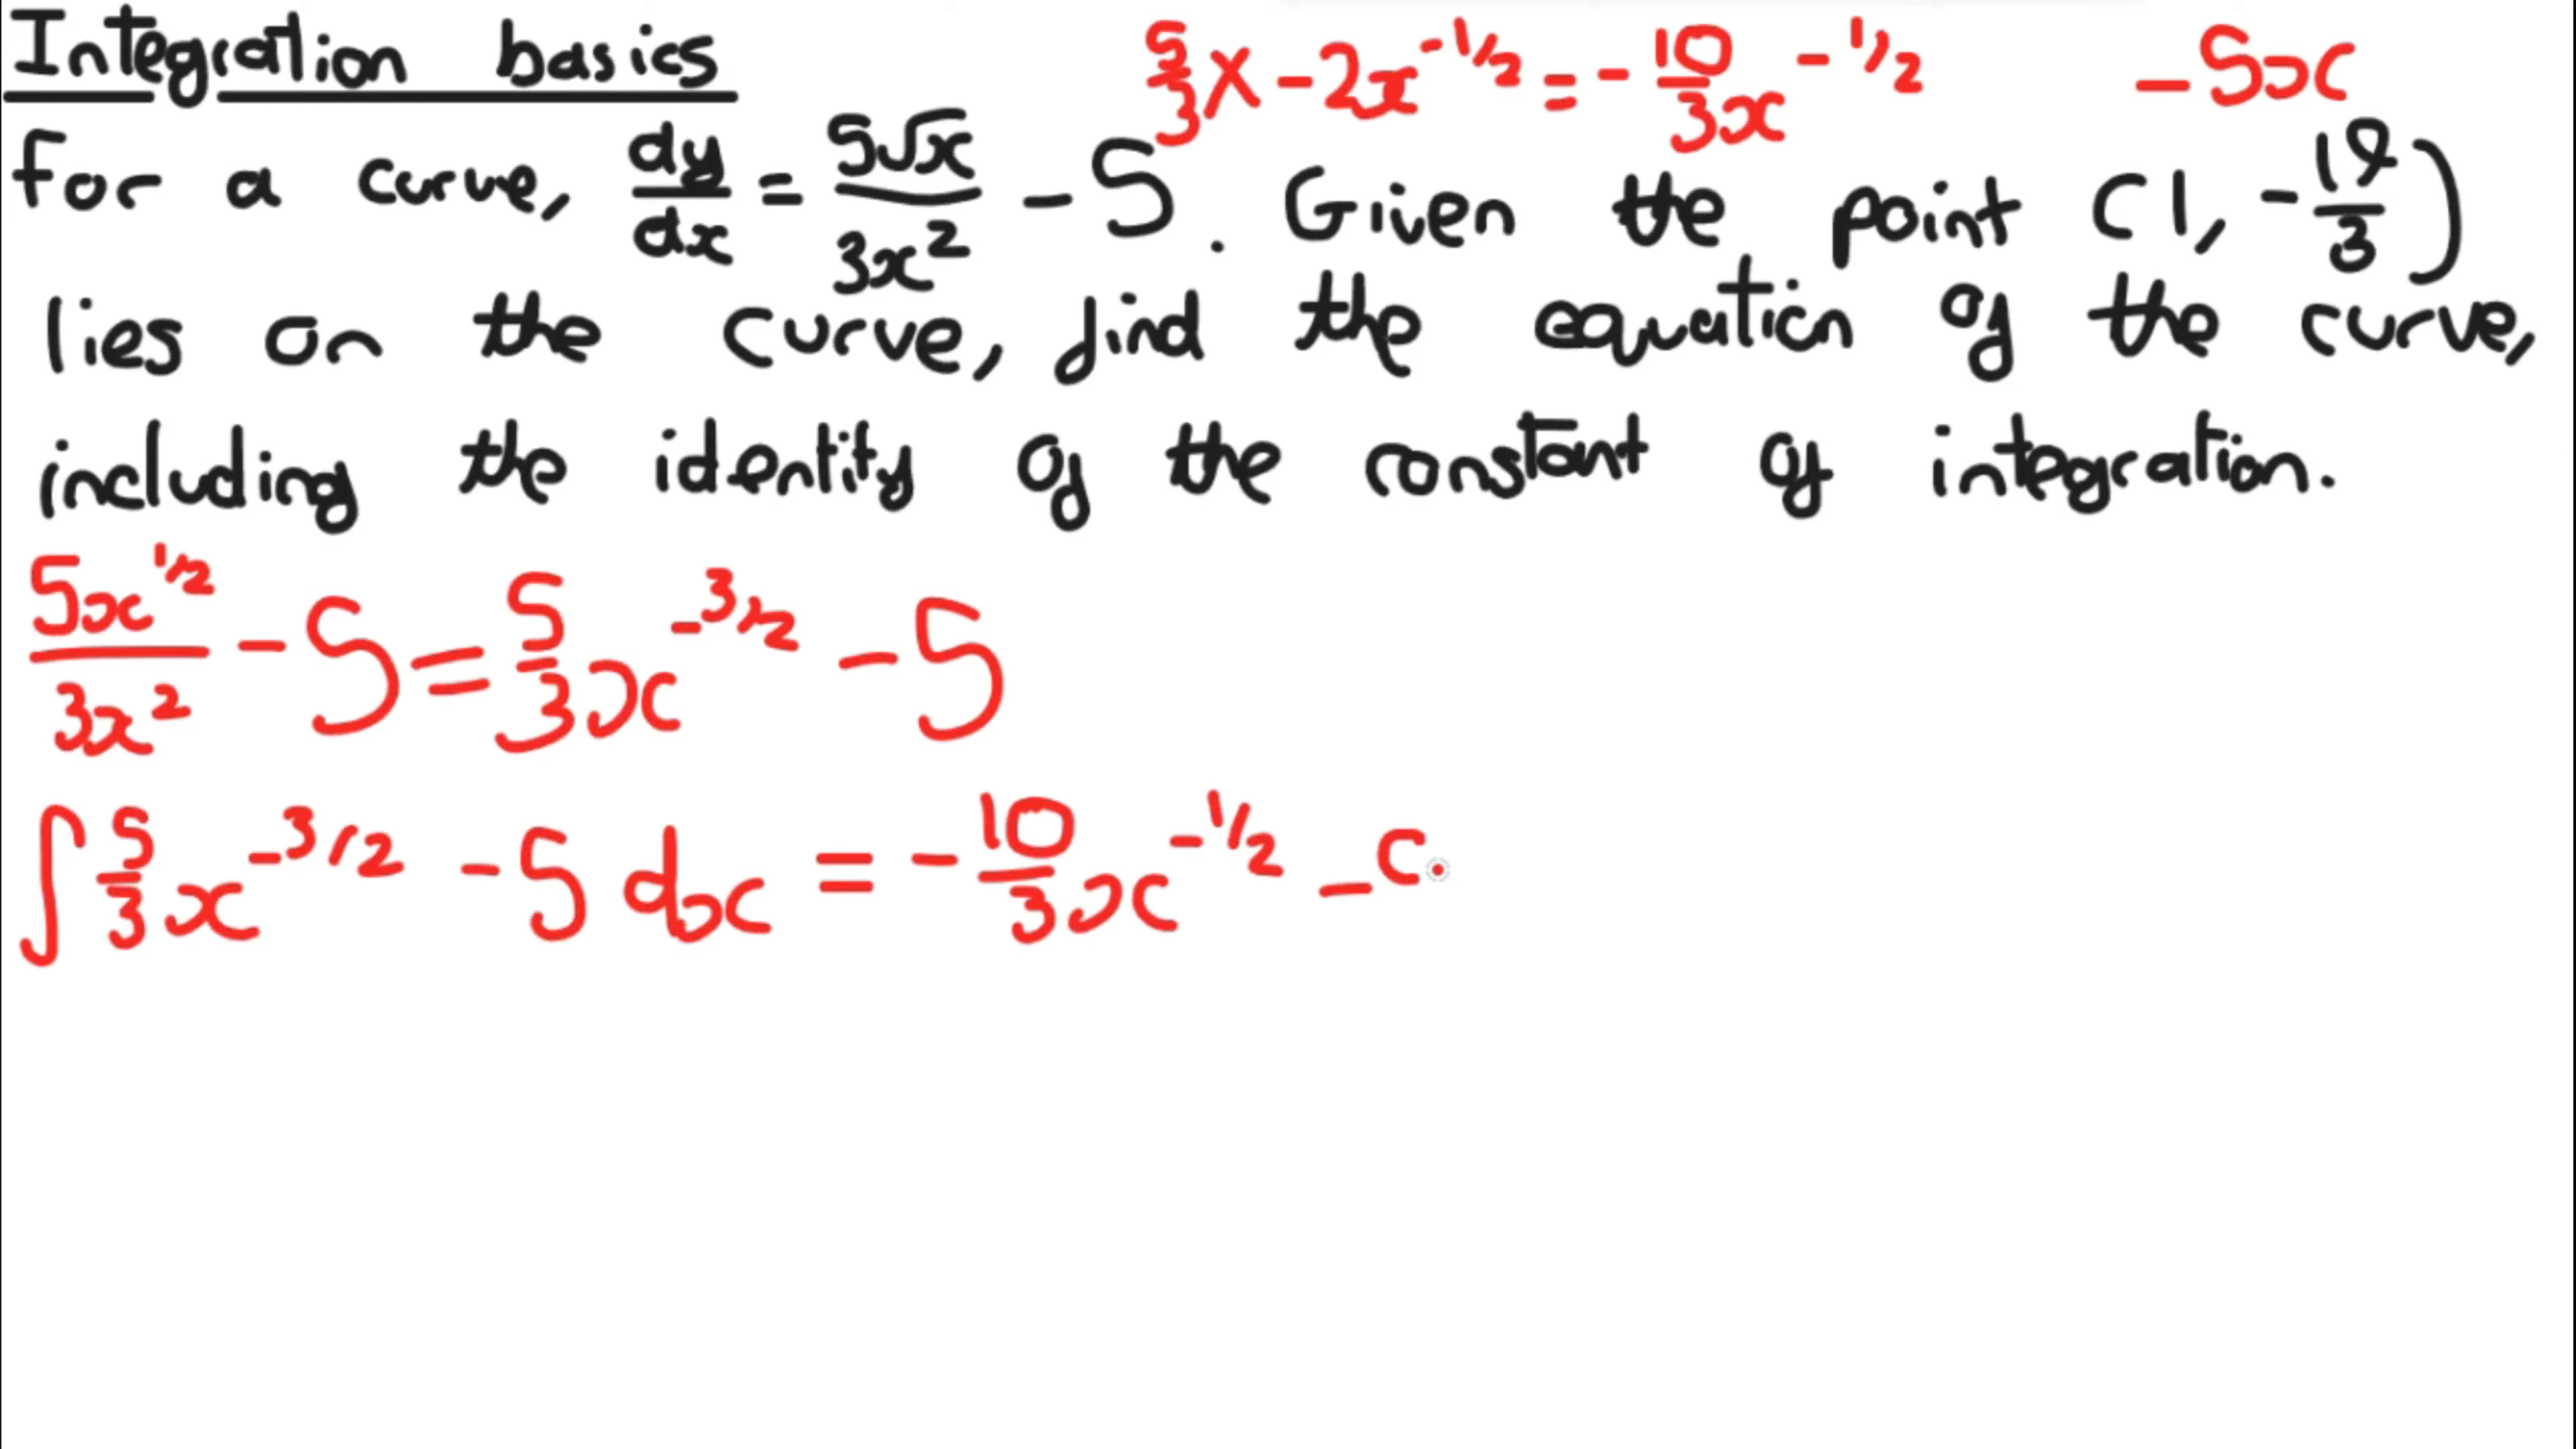 Integration basics
5/3 x -2x^-1/2 = -10/3 x^-1/2 -5x
for a curve, dy/dx = 5√x/3x² - 5. Given the point (1, -19/3)
lies on the curve, find the equation of the curve,
including the identity of the constant of integration.
5x^1/2/3x² - 5 = 5/3 x^-3/2 - 5
∫ 5/3 x^-3/2 - 5 dx = -10/3 x^-1/2 -